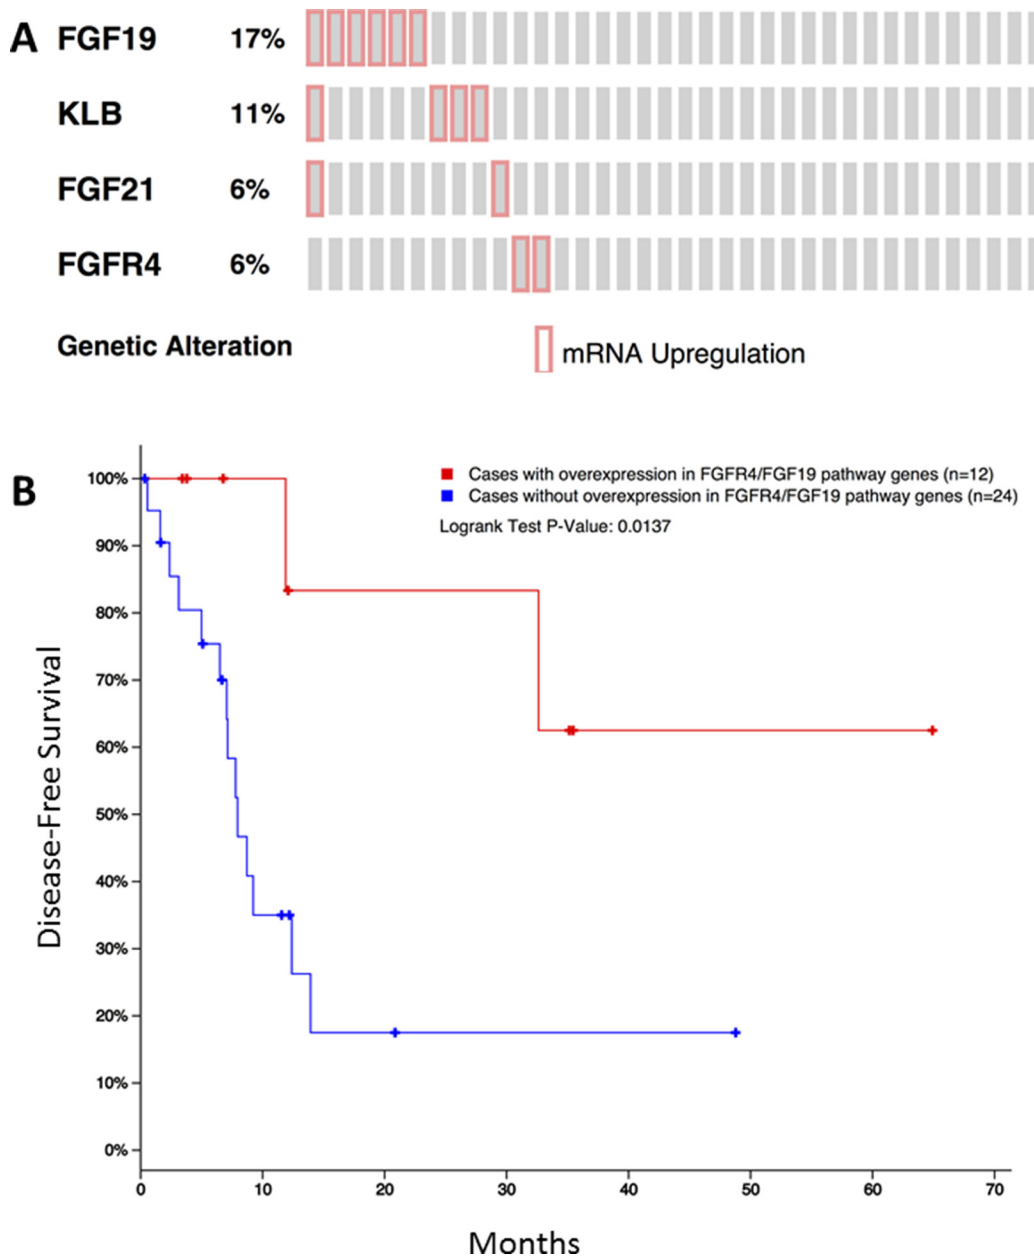 A
FGF19 17%
KLB 11%
FGF21 6%
FGFR4 6%
Genetic Alteration mRNA Upregulation
B
Cases with overexpression in FGFR4/FGF19 pathway genes (n=12)
Cases without overexpression in FGFR4/FGF19 pathway genes (n=24)
Logrank Test P-Value: 0.0137
Disease-Free Survival
100%
90%
80%
70%
60%
50%
40%
30%
20%
10%
0%
0 10 20 30 40 50 60 70
Months